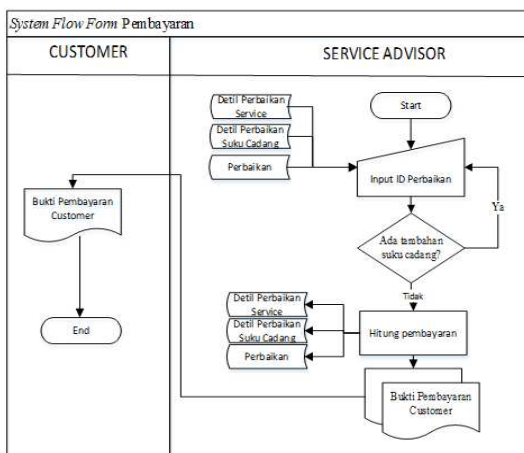 System Flow Form Pembayaran
CUSTOMER
SERVICE ADVISOR
Detil Perbaikan
Service
Detil Perbaikan
Suku Cadang
Perbaikan
Start
Input ID Perbaikan
Ya
Ada tambahan
suku cadang?
Tidak
Bukti Pembayaran
Customer
End
Detil Perbaikan
Service
Detil Perbaikan
Suku Cadang
Perbaikan
Hitung pembayaran
Bukti Pembayaran
Customer